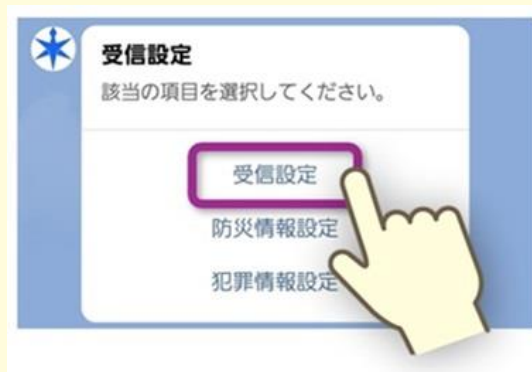 受信設定
該当の項目を選択してください。
受信設定
防災情報設定
犯罪情報設定